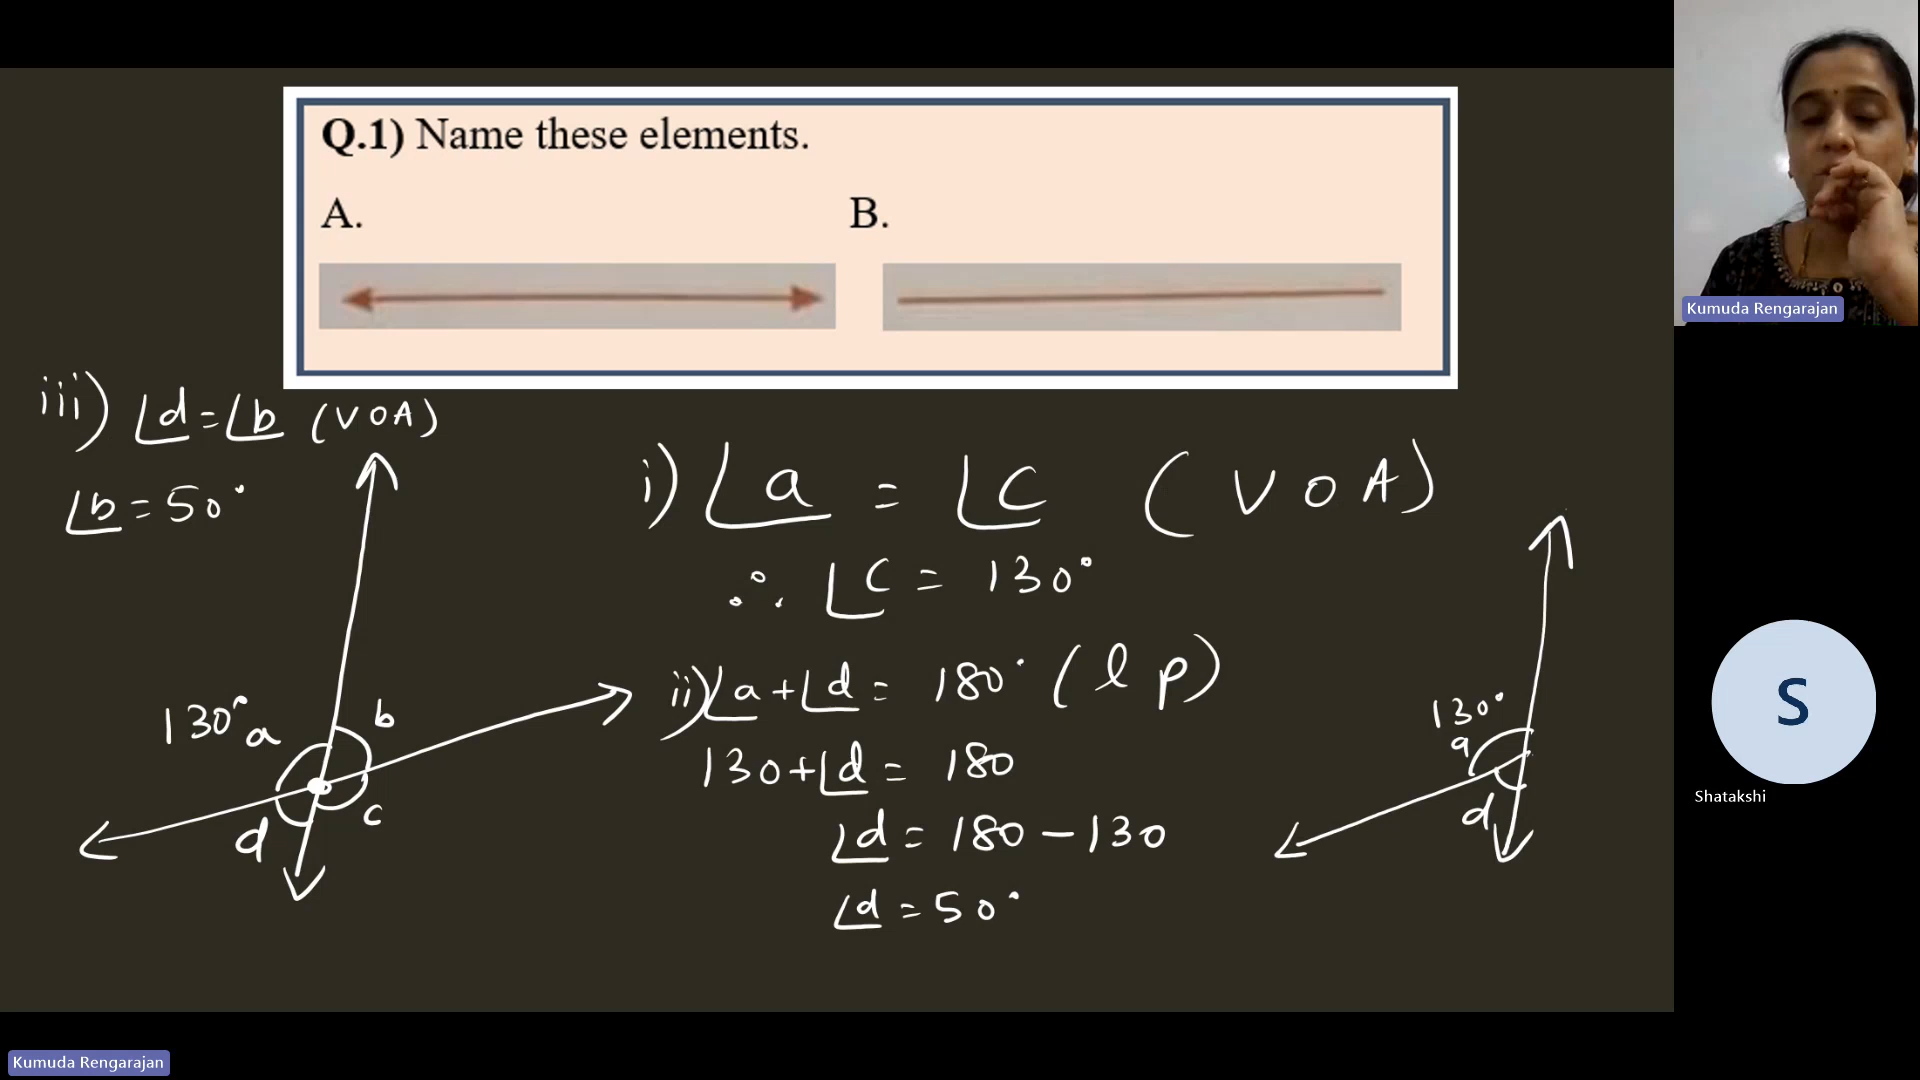 Q.1) Name these elements.
A. B.
iii) ∠d = ∠b (VOA)
∠b = 50°
130° a
b
c
d
i) ∠a = ∠c (VOA)
∴ ∠c = 130°
ii) ∠a + ∠d = 180° (l p)
130 + ∠d = 180
∠d = 180 - 130
∠d = 50°
130°
a
d
Kumuda Rengarajan
S
Shatakshi
Kumuda Rengarajan